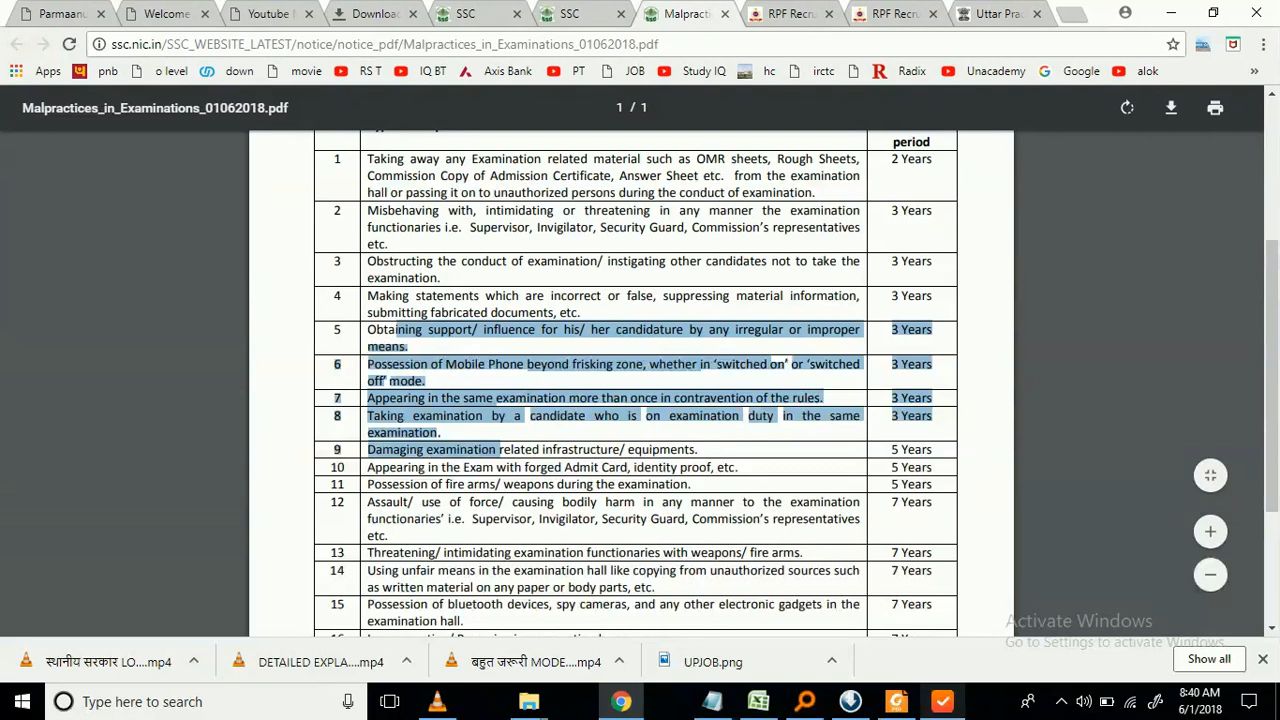 Parmaanu
Welcome
Youtube
Downloac
SSC
SSC
Malpracti
RPF Recru
RPF Recru
Uttar Pra
ssc.nic.in/SSC_WEBSITE_LATEST/notice/notice_pdf/Malpractices_in_Examinations_01062018.pdf
Apps pnb o level down movie RS T IQ BT Axis Bank PT JOB Study IQ hc irctc Radix Unacademy Google alok »
Malpractices_in_Examinations_01062018.pdf
1 / 1
period
1 Taking away any Examination related material such as OMR sheets, Rough Sheets, 2 Years
Commission Copy of Admission Certificate, Answer Sheet etc. from the examination
hall or passing it on to unauthorized persons during the conduct of examination.
2 Misbehaving with, intimidating or threatening in any manner the examination 3 Years
functionaries i.e. Supervisor, Invigilator, Security Guard, Commission's representatives
etc.
3 Obstructing the conduct of examination/ instigating other candidates not to take the 3 Years
examination.
4 Making statements which are incorrect or false, suppressing material information, 3 Years
submitting fabricated documents, etc.
5 Obtaining support/ influence for his/ her candidature by any irregular or improper 3 Years
means.
6 Possession of Mobile Phone beyond frisking zone, whether in 'switched on' or 'switched 3 Years
off' mode.
7 Appearing in the same examination more than once in contravention of the rules. 3 Years
8 Taking examination by a candidate who is on examination duty in the same 3 Years
examination.
9 Damaging examination related infrastructure/ equipments. 5 Years
10 Appearing in the Exam with forged Admit Card, identity proof, etc. 5 Years
11 Possession of fire arms/ weapons during the examination. 5 Years
12 Assault/ use of force/ causing bodily harm in any manner to the examination 7 Years
functionaries' i.e. Supervisor, Invigilator, Security Guard, Commission's representatives
etc.
13 Threatening/ intimidating examination functionaries with weapons/ fire arms. 7 Years
14 Using unfair means in the examination hall like copying from unauthorized sources such 7 Years
as written material on any paper or body parts, etc.
15 Possession of bluetooth devices, spy cameras, and any other electronic gadgets in the 7 Years
examination hall.
Activate Windows
Go to Settings to activate Windows.
स्थानीय सरकार LO....mp4
DETAILED EXPLA....mp4
बहुत जरूरी MODE....mp4
UPJOB.png
Show all
Type here to search
8:40 AM
6/1/2018